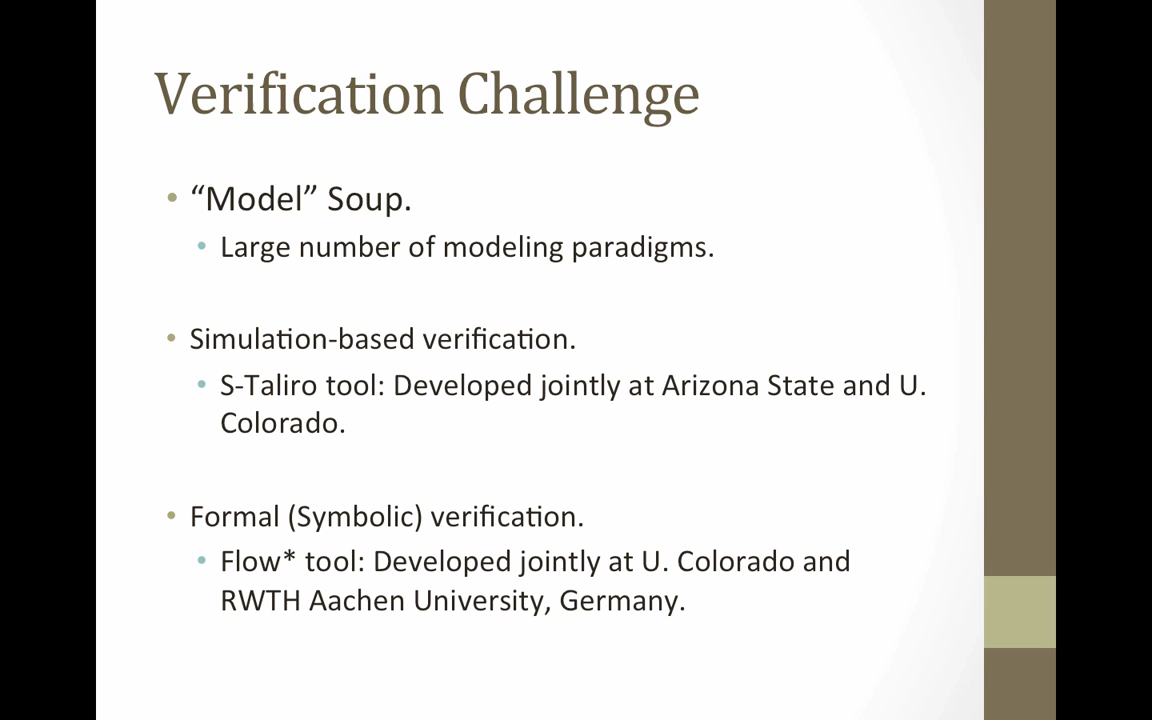 Verification Challenge
• “Model” Soup.
• Large number of modeling paradigms.
• Simulation-based verification.
• S-Taliro tool: Developed jointly at Arizona State and U.
Colorado.
• Formal (Symbolic) verification.
• Flow* tool: Developed jointly at U. Colorado and
RWTH Aachen University, Germany.